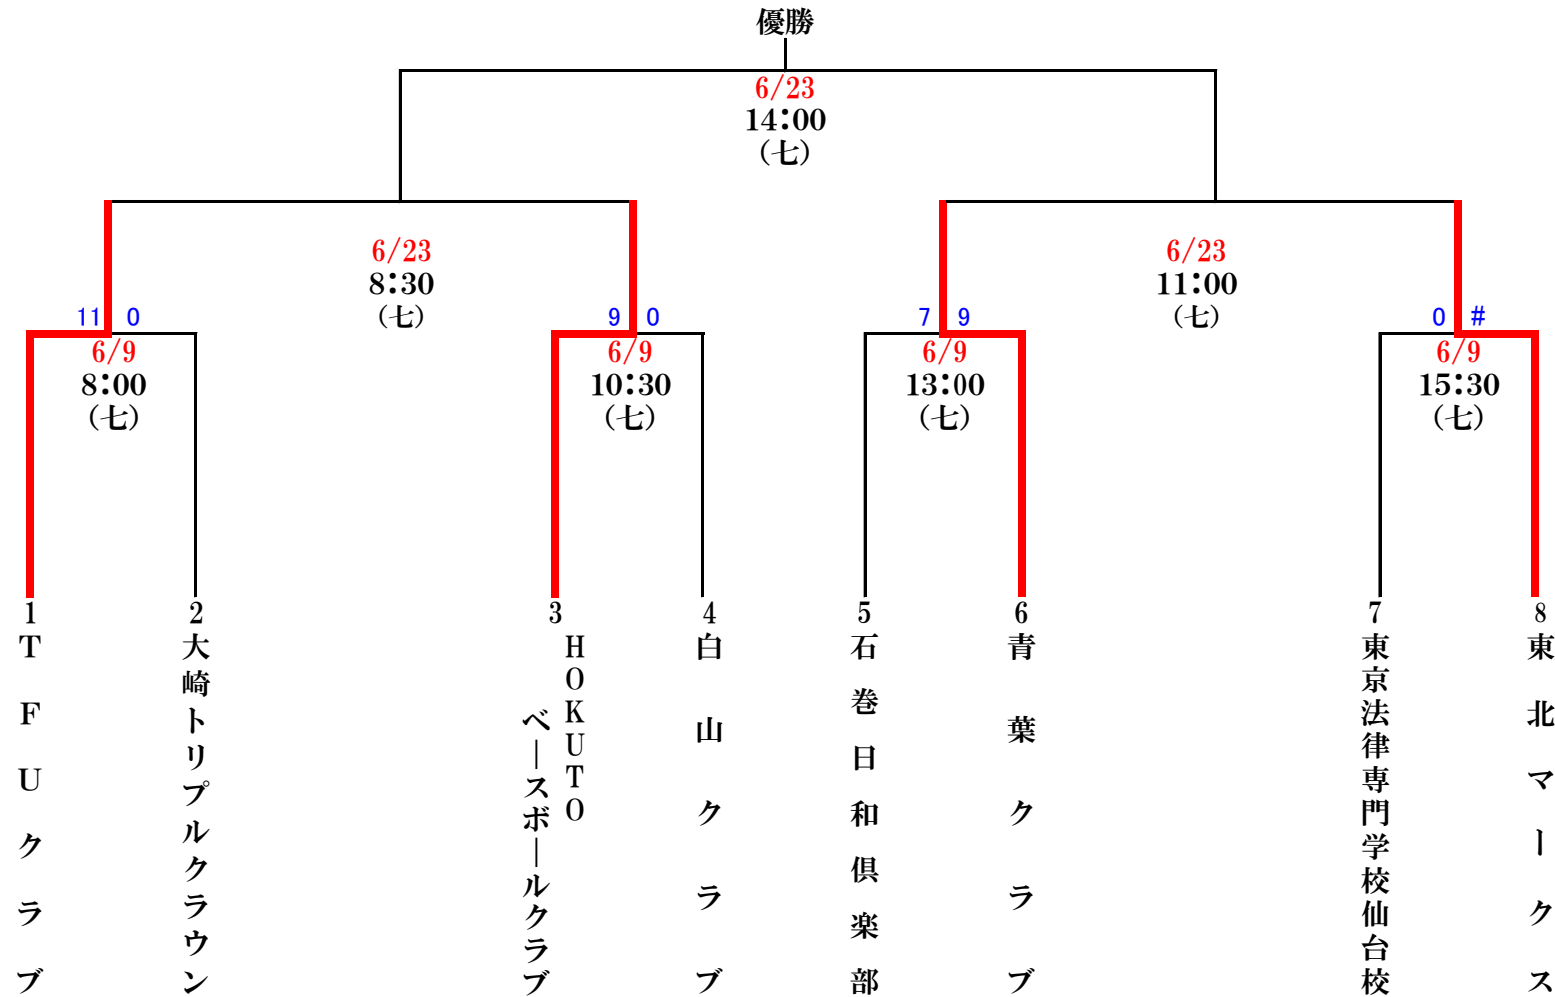 優勝
6/23
14:00
（七）
6/23
8:30
（七）
6/23
11:00
（七）
11 0
6/9
8:00
（七）
9 0
6/9
10:30
（七）
7 9
6/9
13:00
（七）
0 #
6/9
15:30
（七）
1
TFUクラブ
2
大崎トリプルクラウン
3
HOKUTO
ベースボールクラブ
4
白山クラブ
5
石巻日和倶楽部
6
青葉クラブ
7
東京法律専門学校仙台校
8
東北マークス